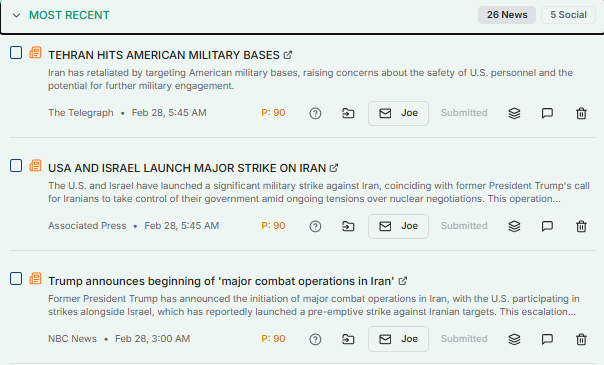 MOST RECENT 26 News 5 Social
TEHRAN HITS AMERICAN MILITARY BASES
Iran has retaliated by targeting American military bases, raising concerns about the safety of U.S. personnel and the
potential for further military engagement.
The Telegraph • Feb 28, 5:45 AM P: 90 Joe Submitted
USA AND ISRAEL LAUNCH MAJOR STRIKE ON IRAN
The U.S. and Israel have launched a significant military strike against Iran, coinciding with former President Trump's call
for Iranians to take control of their government amid ongoing tensions over nuclear negotiations. This operation...
Associated Press • Feb 28, 5:45 AM P: 90 Joe Submitted
Trump announces beginning of 'major combat operations in Iran'
Former President Trump has announced the initiation of major combat operations in Iran, with the U.S. participating in
strikes alongside Israel, which has reportedly launched a pre-emptive strike against Iranian targets. This escalation...
NBC News • Feb 28, 3:00 AM P: 90 Joe Submitted